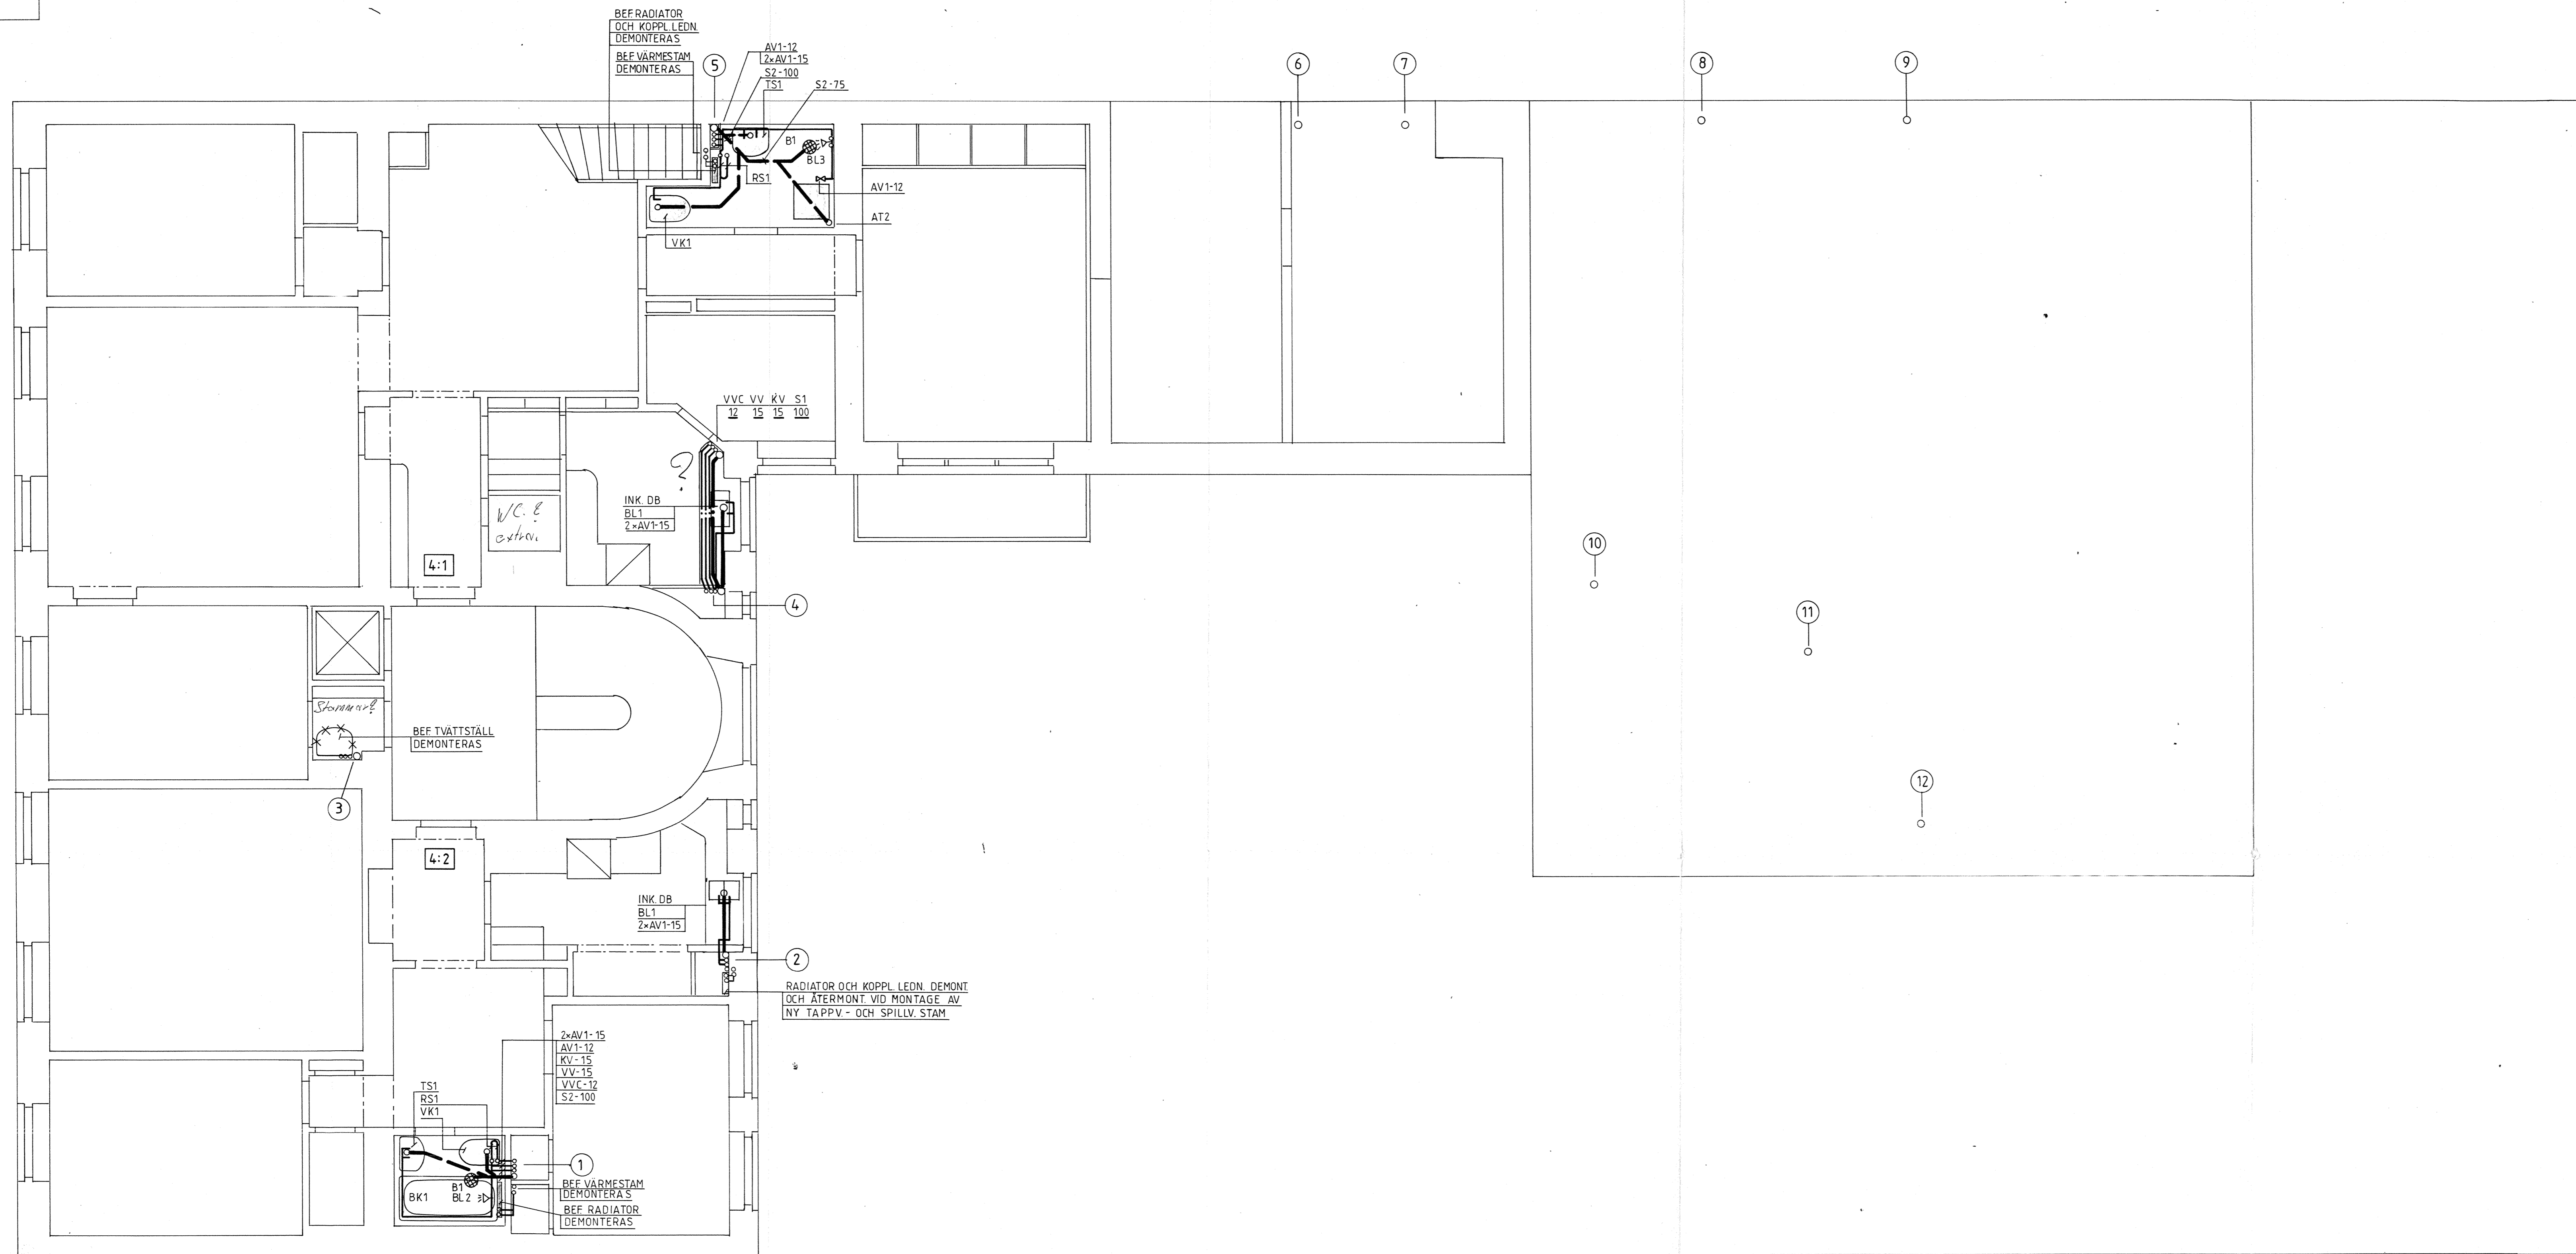 BEF. RADIATOR
OCH KOPPL. LEDN.
DEMONTERAS
BEF. VÄRMESTAM
DEMONTERAS
5
AV1-12
2×AV1-15
S2-100
TS1
S2-75
6
7
8
9
B1
BL3
RS1
AV1-12
AT2
VK1
VVC VV KV S1
12 15 15 100
?
INK. DB
BL1
2×AV1-15
WC. ?
extra.
4:1
4
10
11
12
Stammar?
BEF. TVÄTTSTÄLL
DEMONTERAS
3
4:2
INK. DB
BL1
2×AV1-15
2
RADIATOR OCH KOPPL. LEDN. DEMONT.
OCH ÅTERMONT. VID MONTAGE AV
NY TAPPV.- OCH SPILLV. STAM
2×AV1-15
AV1-12
KV-15
VV-15
VVC-12
S2-100
TS1
RS1
VK1
1
BK1
B1
BL2
BEF. VÄRMESTAM
DEMONTERAS
BEF. RADIATOR
DEMONTERAS